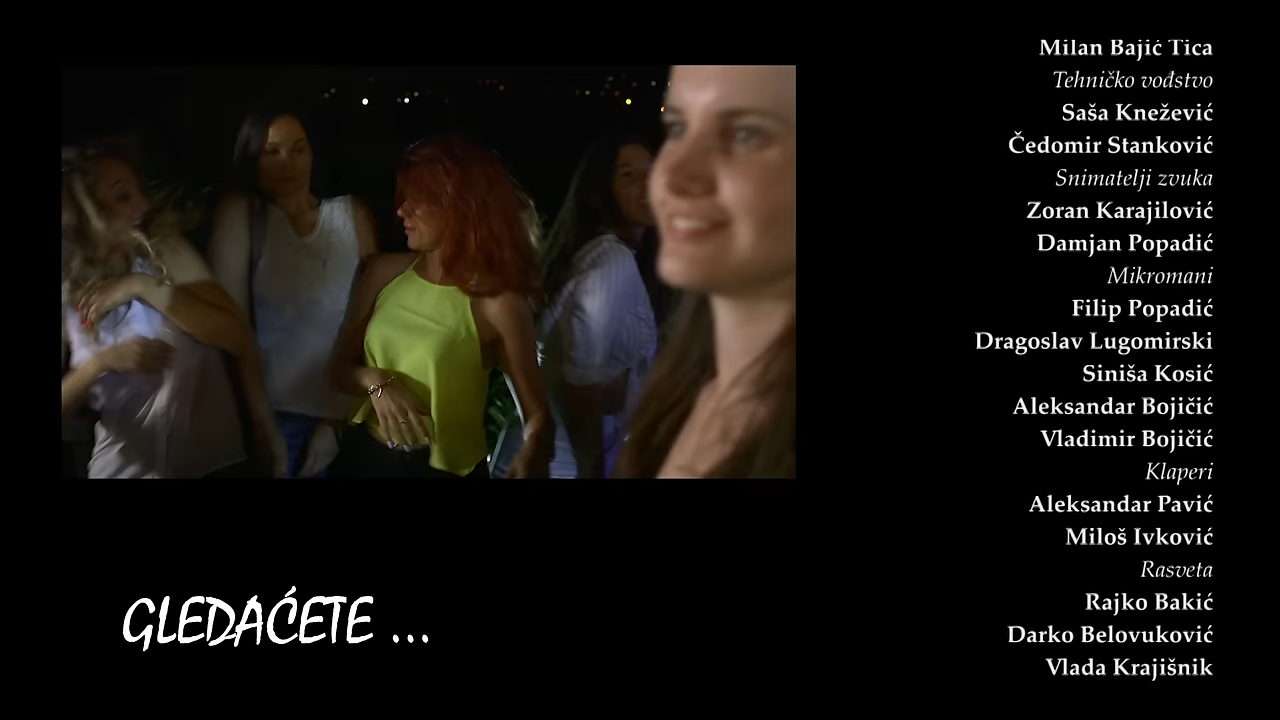 Milan Bajić Tica
Tehničko vođstvo
Saša Knežević
Čedomir Stanković
Snimatelji zvuka
Zoran Karajilović
Damjan Popadić
Mikromani
Filip Popadić
Dragoslav Lugomirski
Siniša Kosić
Aleksandar Bojičić
Vladimir Bojičić
Klaperi
Aleksandar Pavić
Miloš Ivković
Rasveta
Rajko Bakić
Darko Belovuković
Vlada Krajišnik
GLEDAĆETE ...